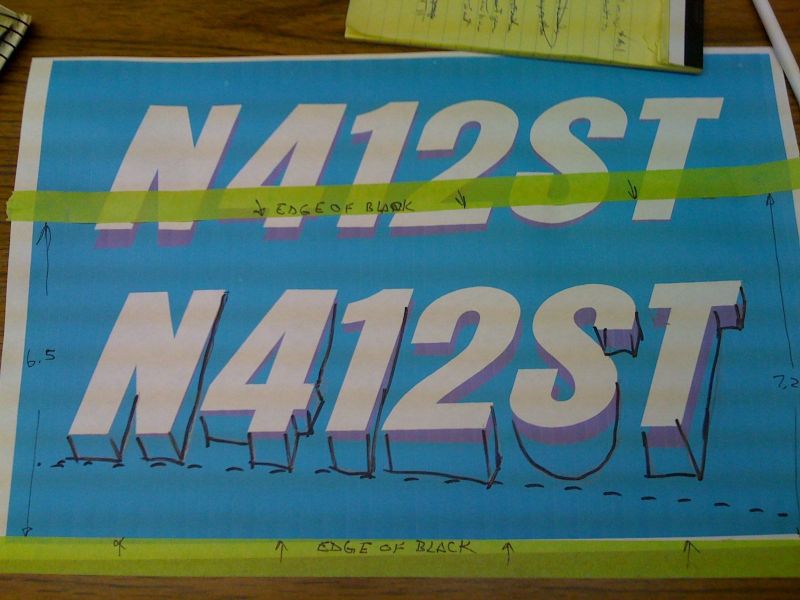 N412ST
↓ EDGE OF BLACK ↓ ↓
N412ST
6.5
7.2
EDGE OF BLACK